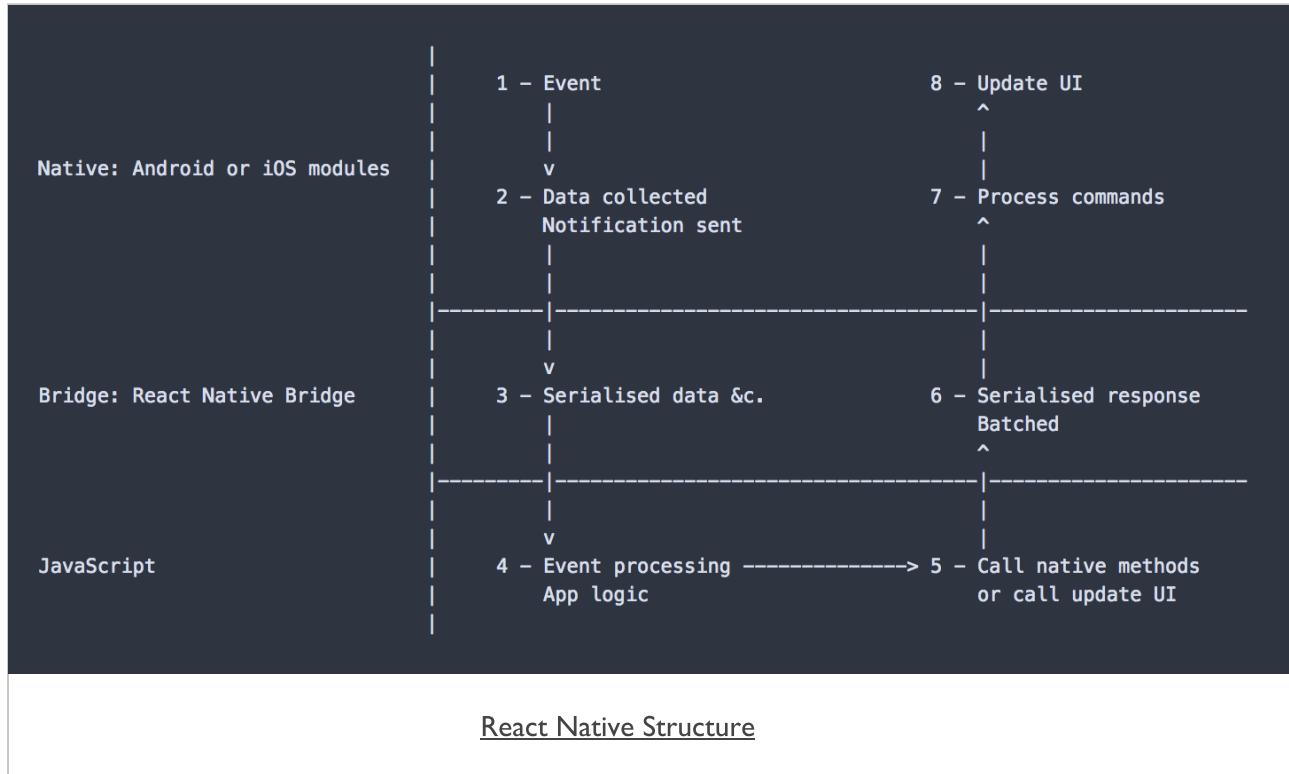 1 – Event 8 – Update UI
Native: Android or iOS modules
2 – Data collected 7 – Process commands
Notification sent
Bridge: React Native Bridge 3 – Serialised data &c. 6 – Serialised response
Batched
JavaScript 4 – Event processing ––––––––––––––> 5 – Call native methods
App logic or call update UI
React Native Structure